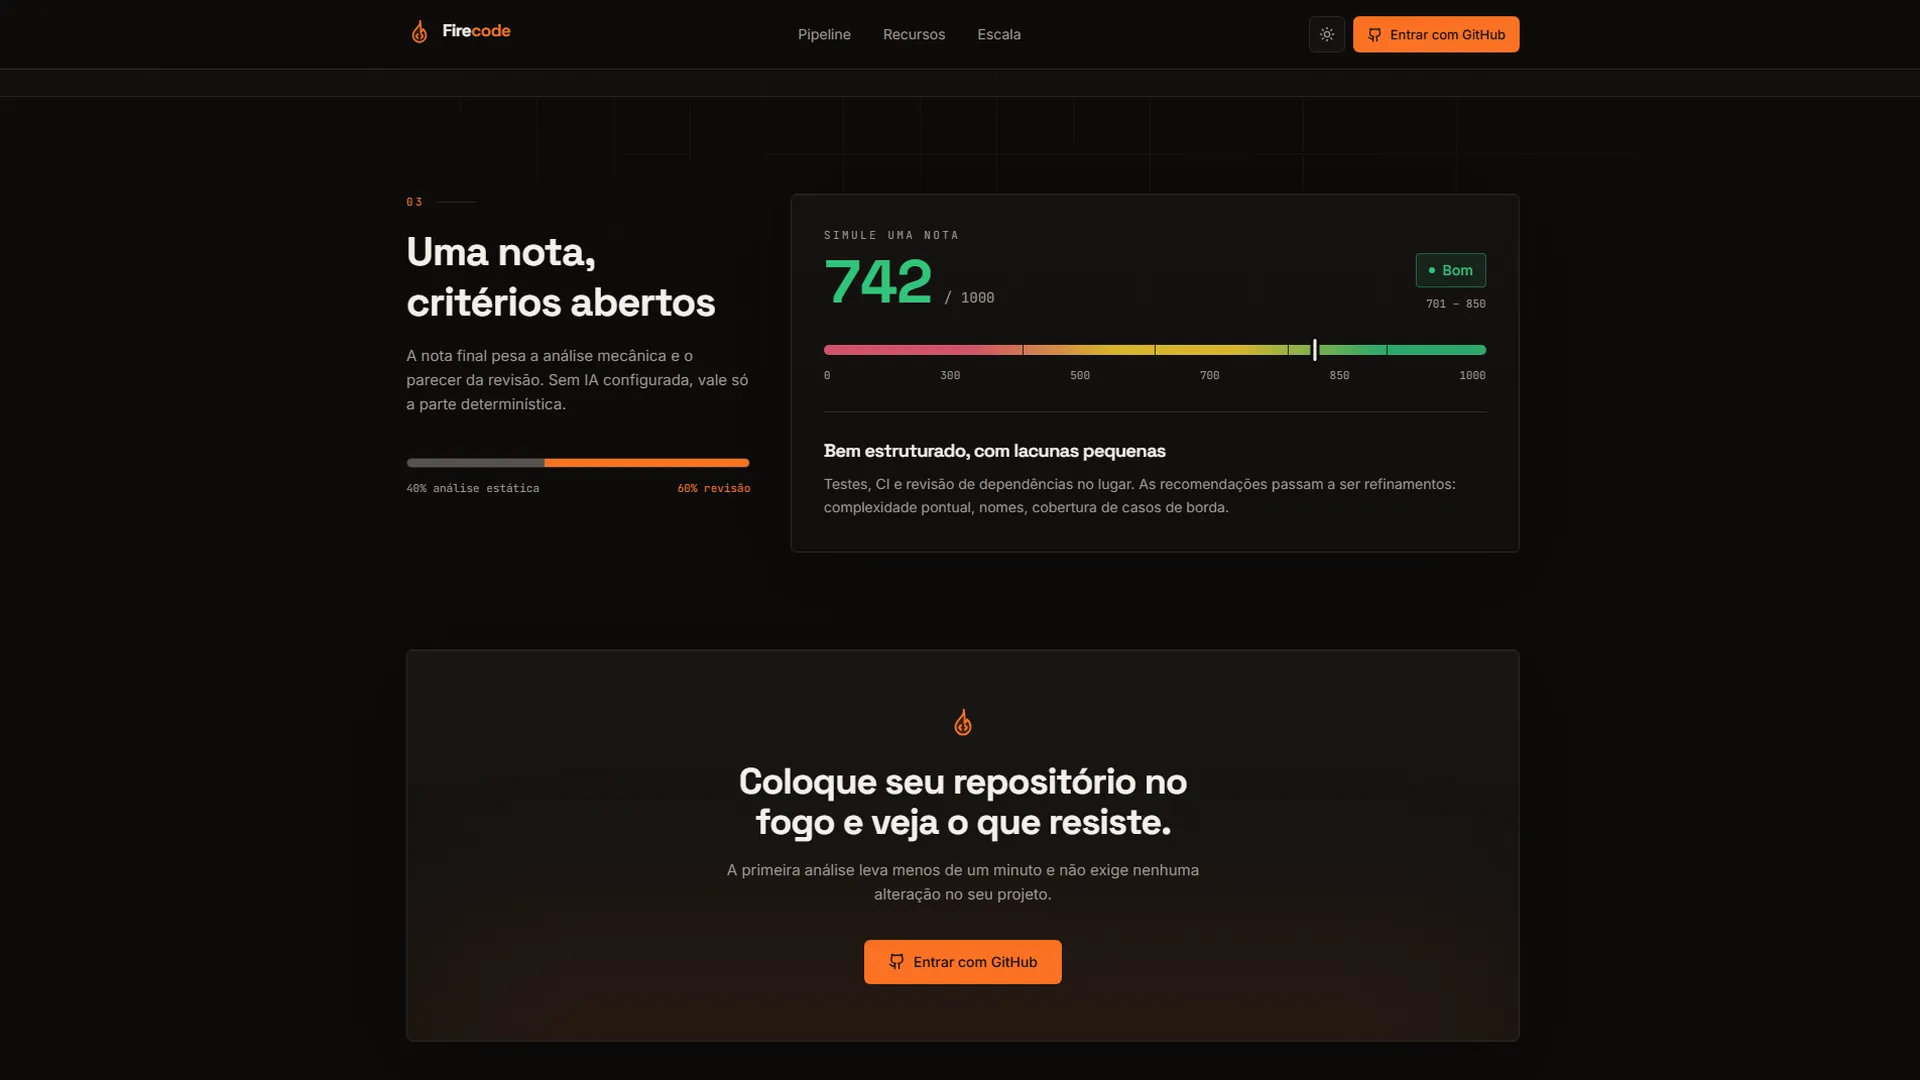 Firecode
Pipeline
Recursos
Escala
Entrar com GitHub
03
Uma nota,
critérios abertos
A nota final pesa a análise mecânica e o
parecer da revisão. Sem IA configurada, vale só
a parte determinística.
40% análise estática
60% revisão
SIMULE UMA NOTA
742 / 1000
Bom
701 – 850
0 300 500 700 850 1000
Bem estruturado, com lacunas pequenas
Testes, CI e revisão de dependências no lugar. As recomendações passam a ser refinamentos:
complexidade pontual, nomes, cobertura de casos de borda.
Coloque seu repositório no
fogo e veja o que resiste.
A primeira análise leva menos de um minuto e não exige nenhuma
alteração no seu projeto.
Entrar com GitHub